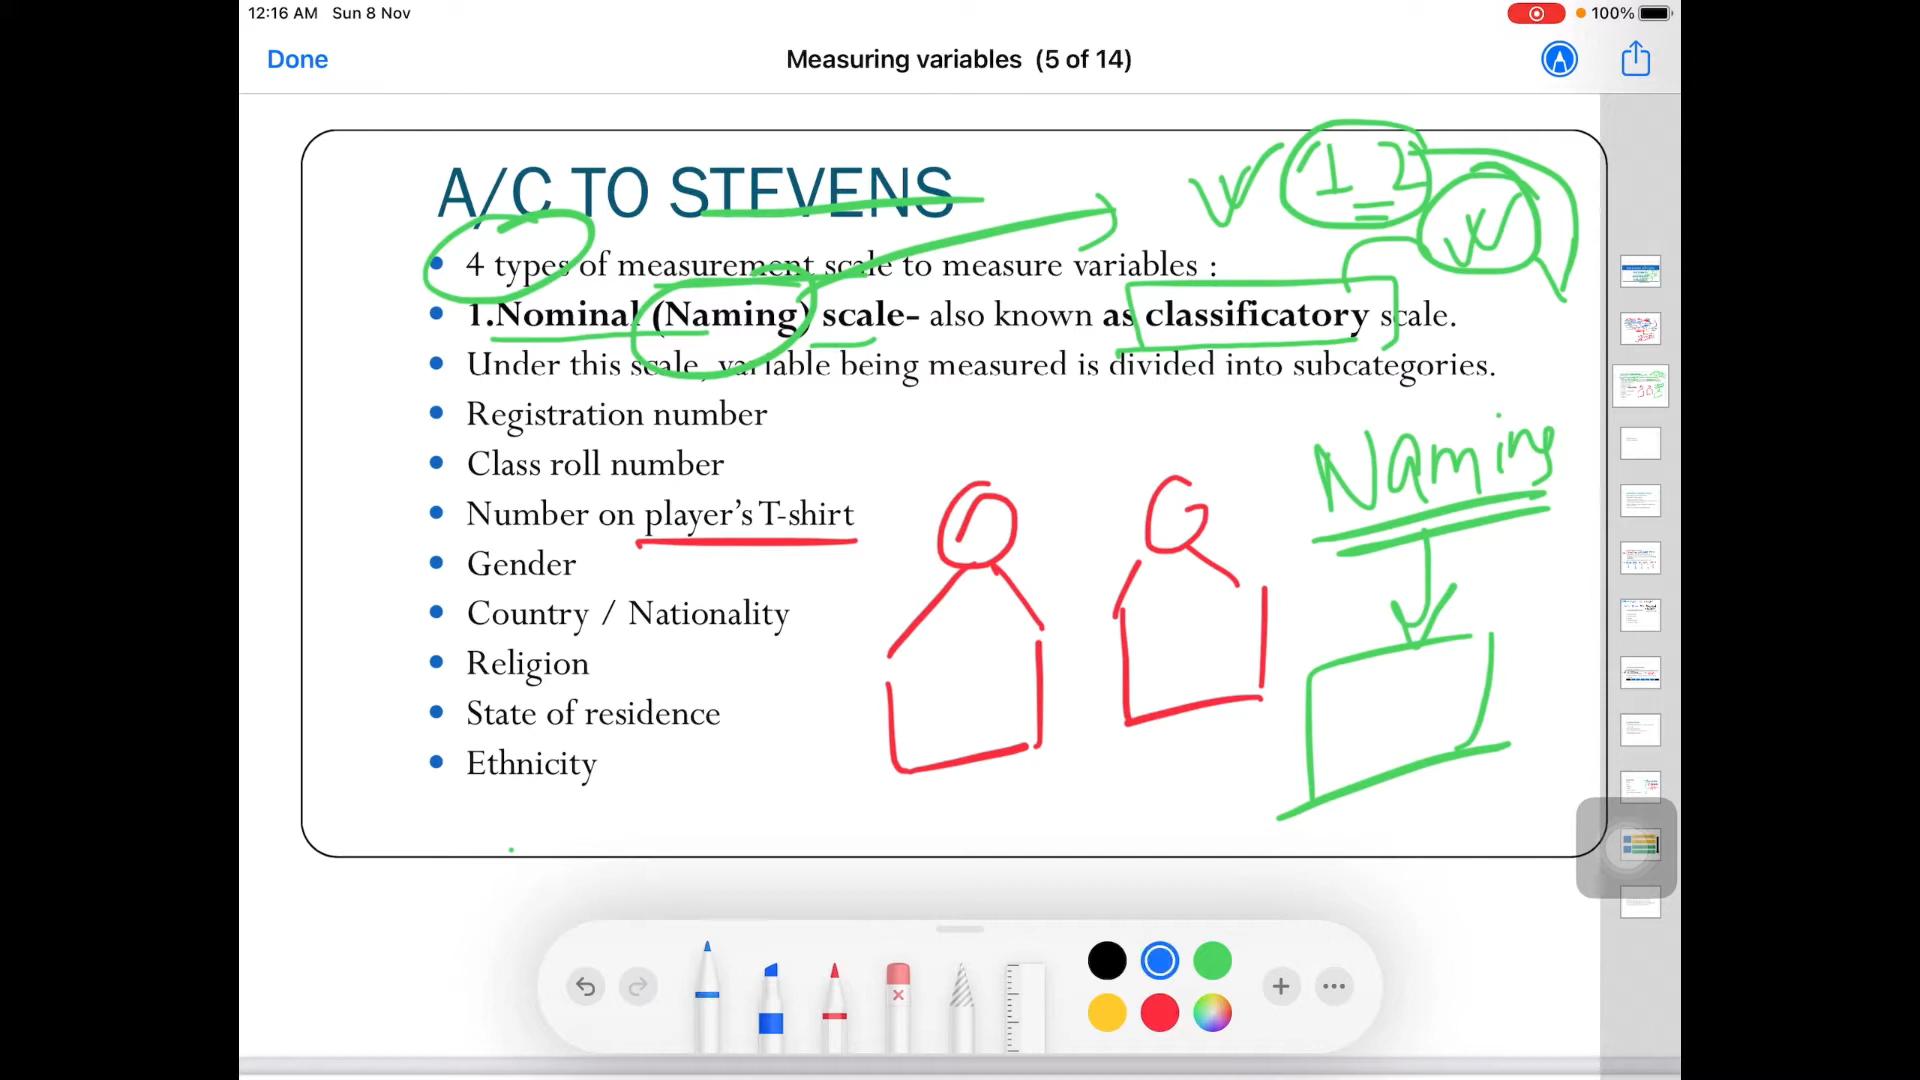 12:16 AM Sun 8 Nov
100%
Done
Measuring variables (5 of 14)
A/C TO STEVENS
1 2
4 types of measurement scale to measure variables :
1.Nominal (Naming) scale- also known as classificatory scale.
Under this scale, variable being measured is divided into subcategories.
Registration number
Class roll number
Naming
Number on player's T-shirt
Gender
Country / Nationality
Religion
State of residence
Ethnicity